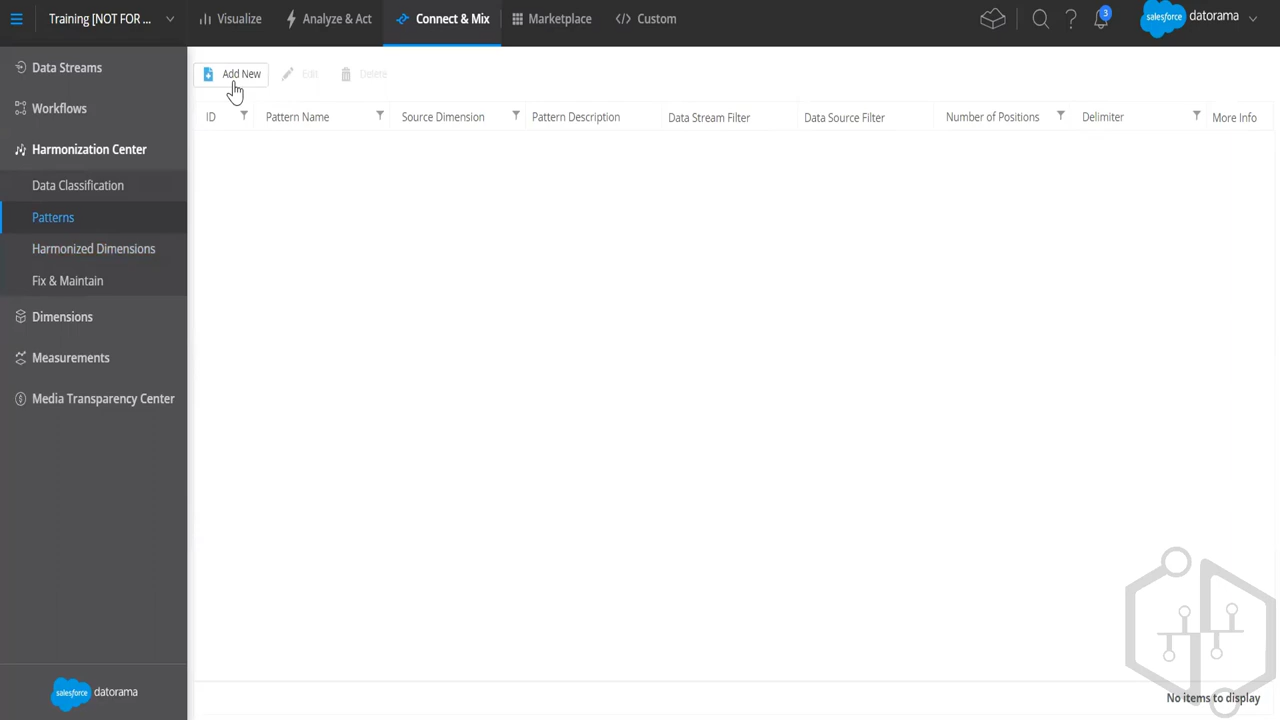 Training [NOT FOR ...
Visualize
Analyze & Act
Connect & Mix
Marketplace
</> Custom
?
3
salesforce datorama
Data Streams
Workflows
Harmonization Center
Data Classification
Patterns
Harmonized Dimensions
Fix & Maintain
Dimensions
Measurements
Media Transparency Center
salesforce datorama
Add New
Edit
Delete
ID
Pattern Name
Source Dimension
Pattern Description
Data Stream Filter
Data Source Filter
Number of Positions
Delimiter
More Info
No items to display